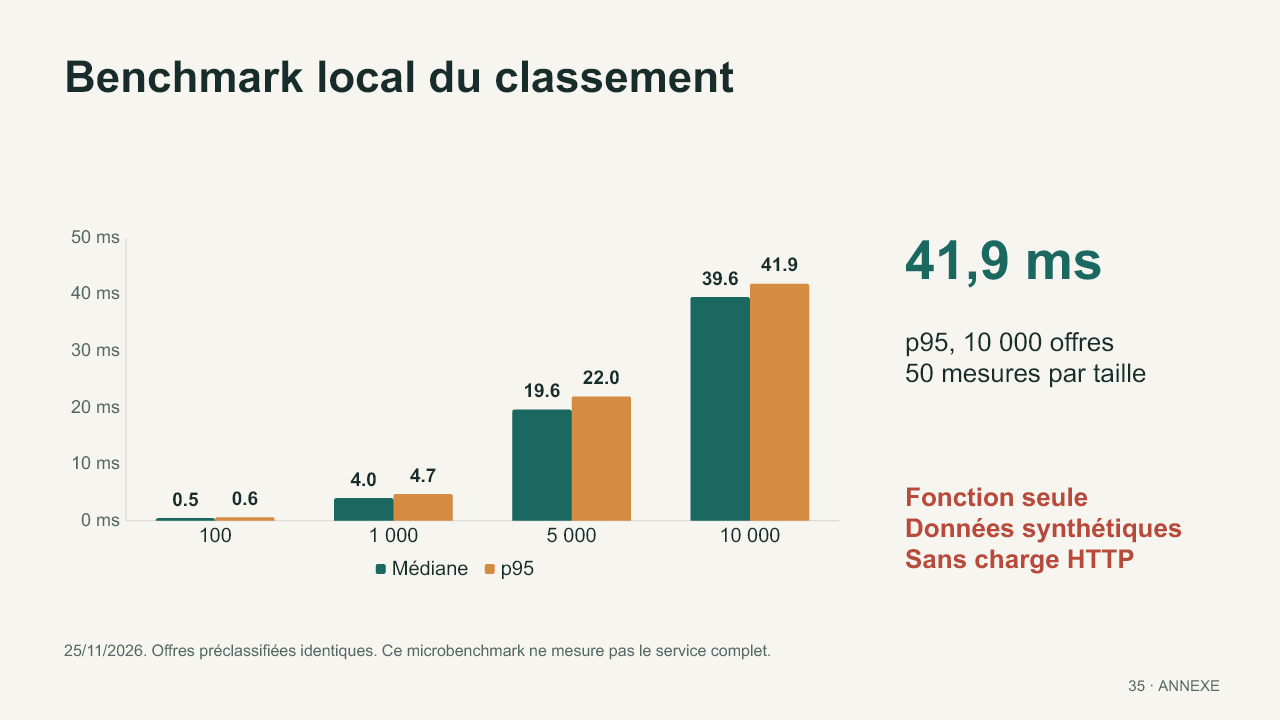 Benchmark local du classement
50 ms
40 ms
30 ms
20 ms
10 ms
0 ms
0.5
0.6
4.0
4.7
19.6
22.0
39.6
41.9
100
1 000
5 000
10 000
Médiane
p95
41,9 ms
p95, 10 000 offres
50 mesures par taille
Fonction seule
Données synthétiques
Sans charge HTTP
25/11/2026. Offres préclassifiées identiques. Ce microbenchmark ne mesure pas le service complet.
35 · ANNEXE